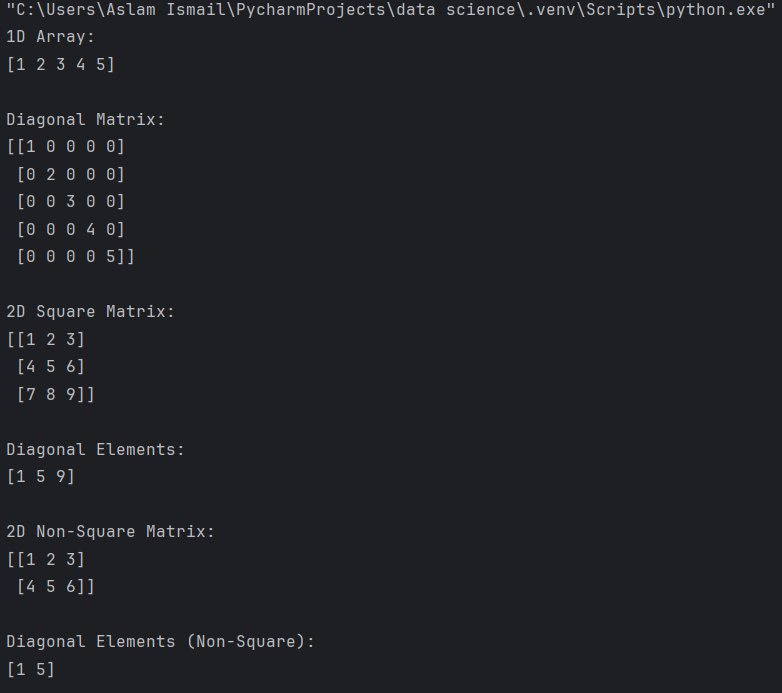 "C:\Users\Aslam Ismail\PycharmProjects\data science\.venv\Scripts\python.exe"
1D Array:
[1 2 3 4 5]
Diagonal Matrix:
[[1 0 0 0 0]
 [0 2 0 0 0]
 [0 0 3 0 0]
 [0 0 0 4 0]
 [0 0 0 0 5]]
2D Square Matrix:
[[1 2 3]
 [4 5 6]
 [7 8 9]]
Diagonal Elements:
[1 5 9]
2D Non-Square Matrix:
[[1 2 3]
 [4 5 6]]
Diagonal Elements (Non-Square):
[1 5]